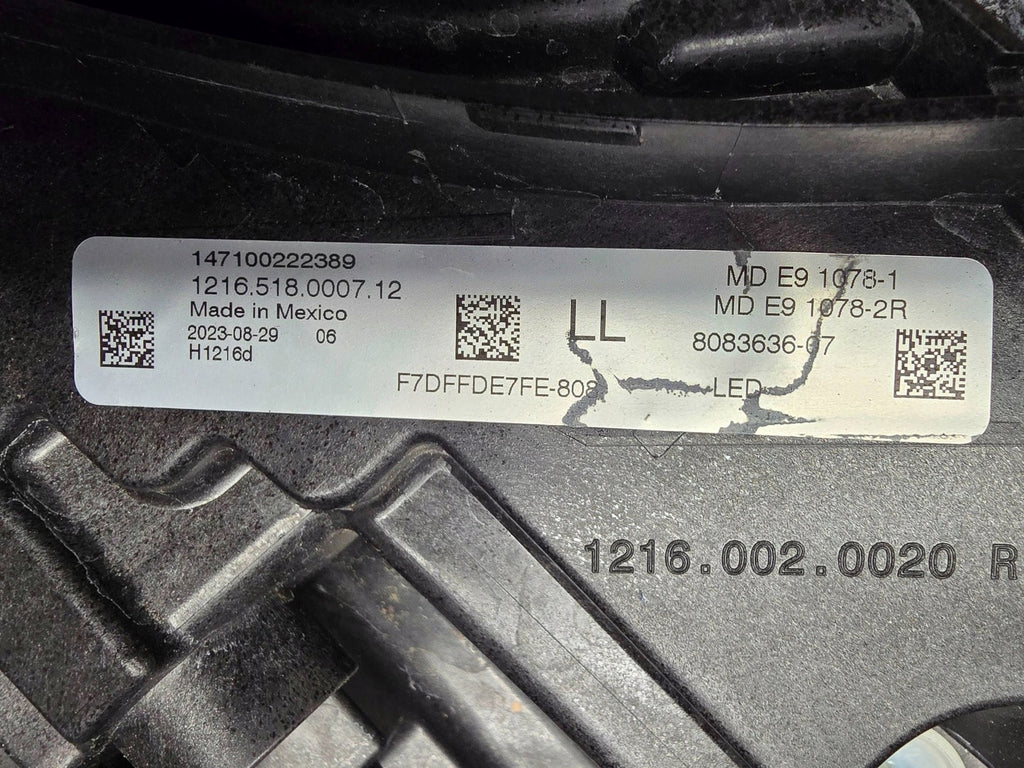 147100222389
1216.518.0007.12
Made in Mexico
2023-08-29 06
H1216d
LL
F7DFFDE7FE-808
MD E9 1078-1
MD E9 1078-2R
8083636-07
LED
1216.002.0020 R